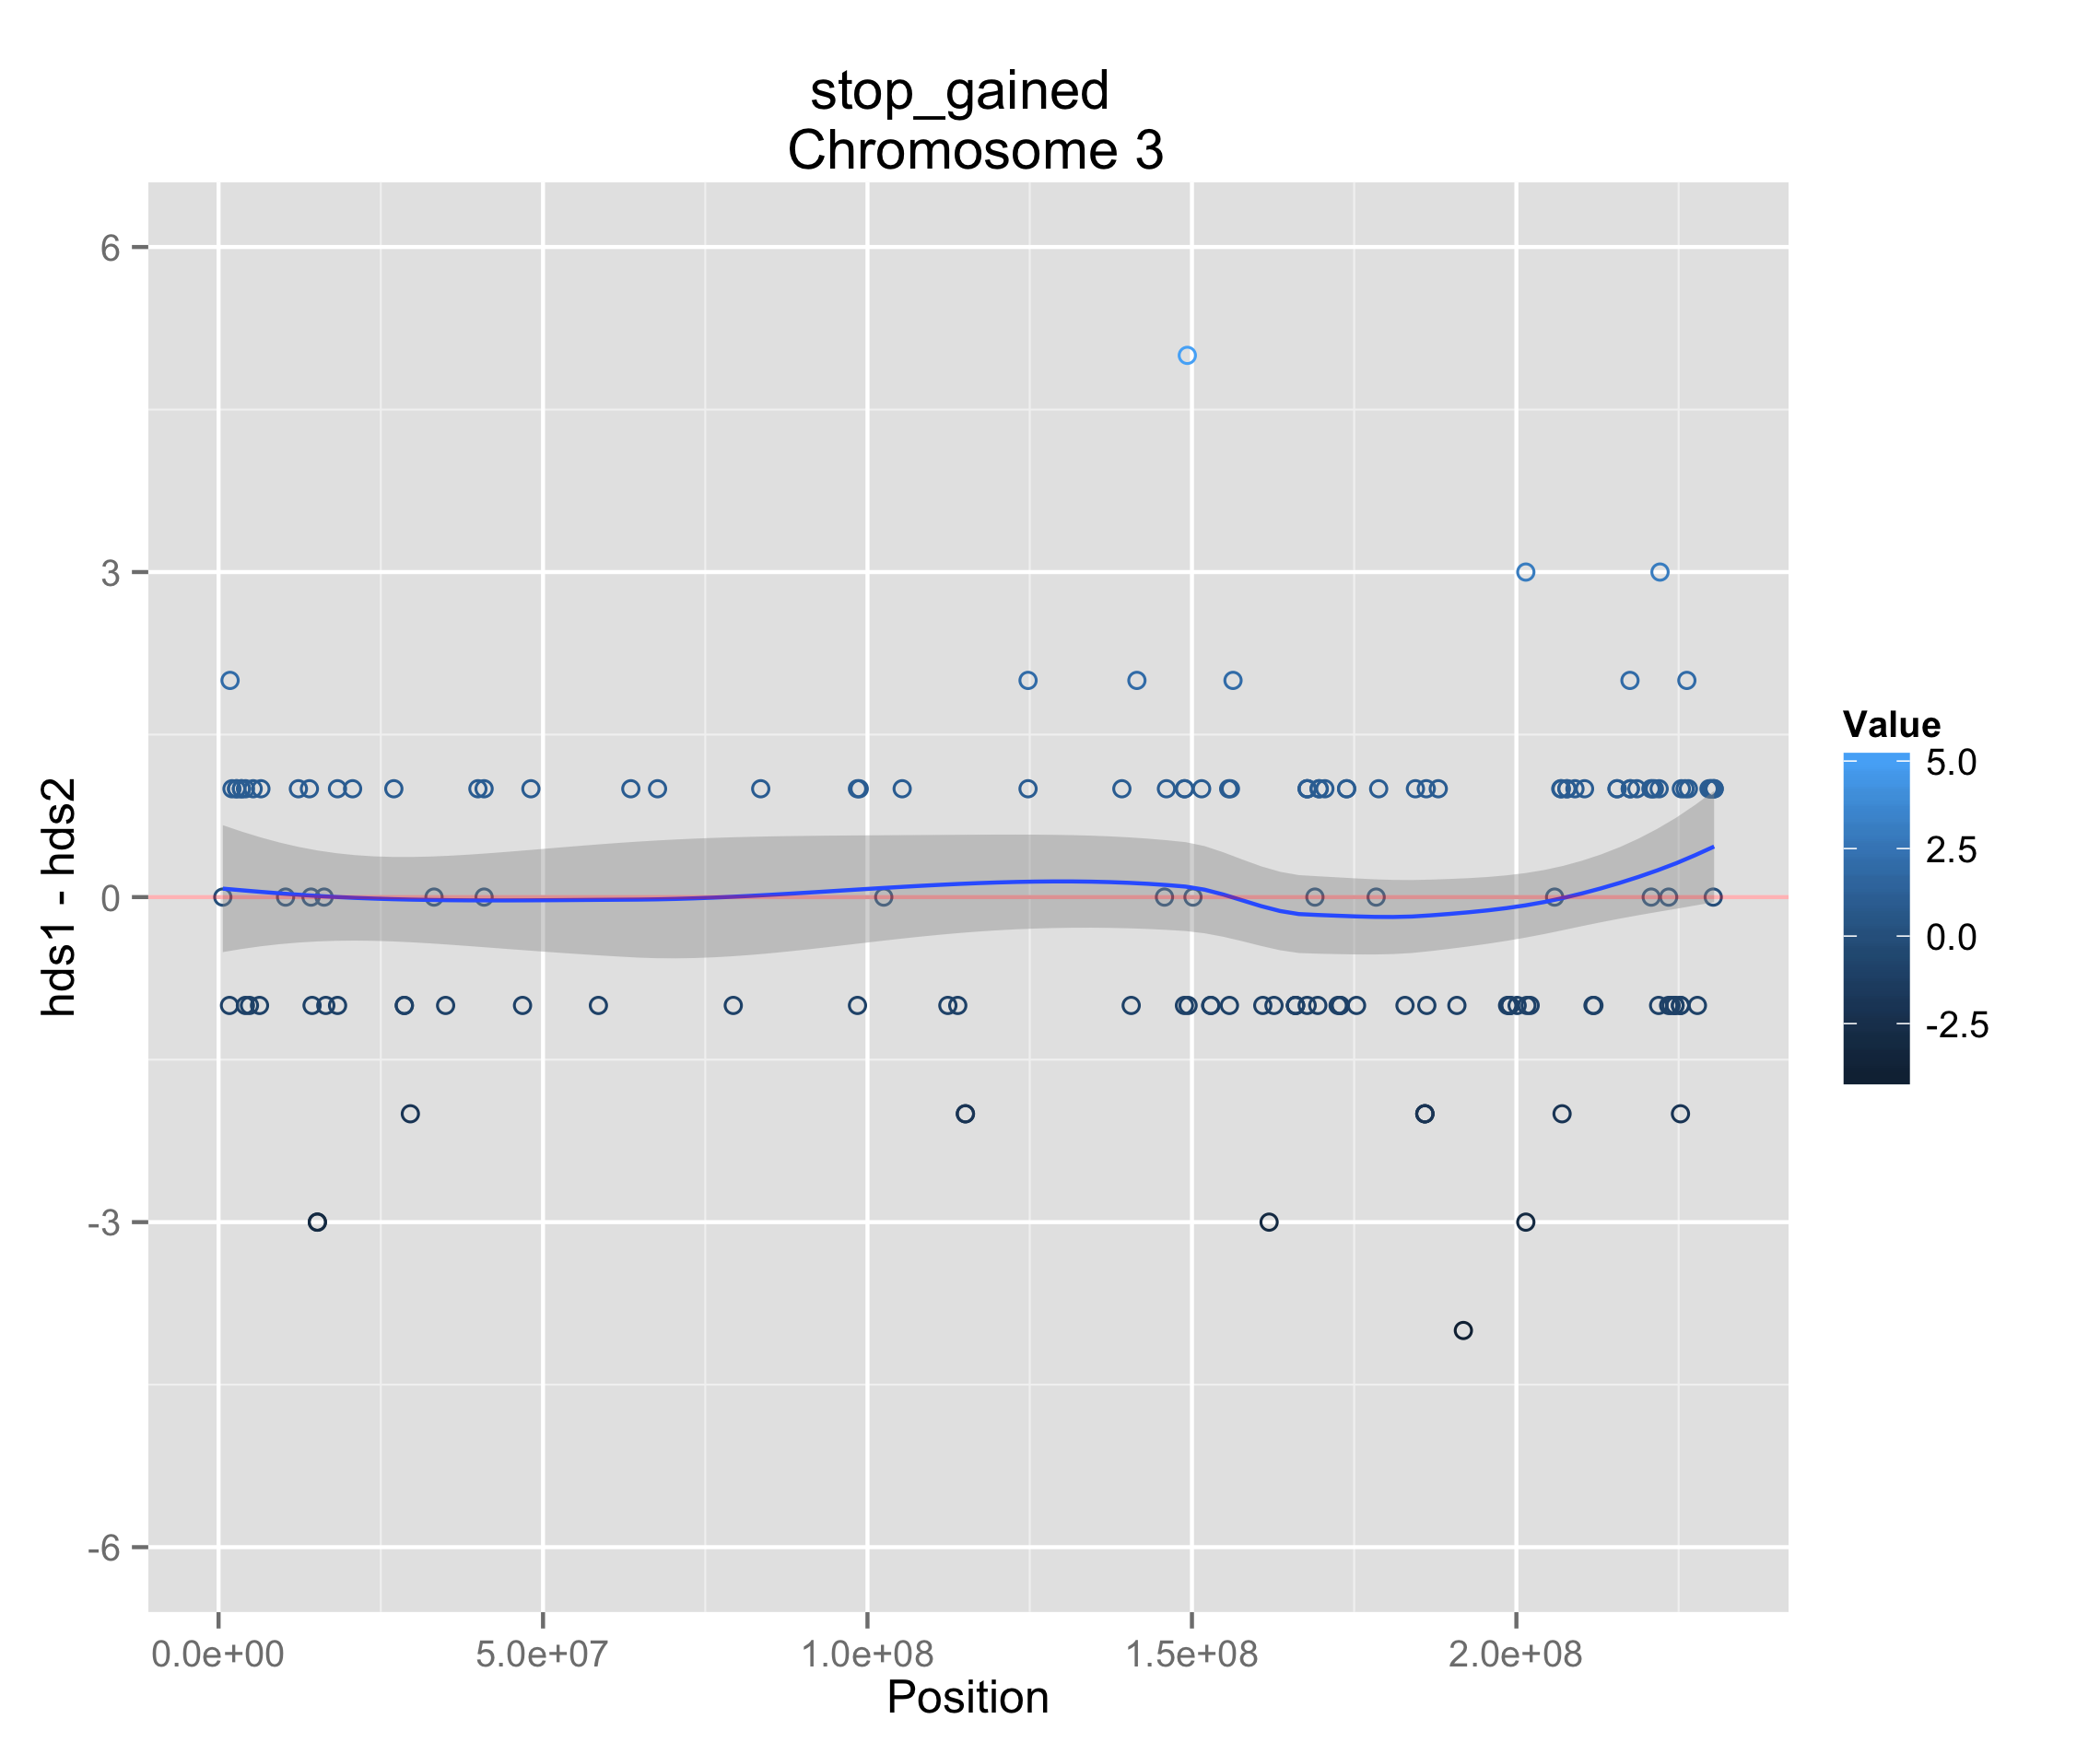 stop_gained
Chromosome 3
6
3
0
-3
-6
hds1 - hds2
0.0e+00
5.0e+07
1.0e+08
1.5e+08
2.0e+08
Position
Value
5.0
2.5
0.0
-2.5